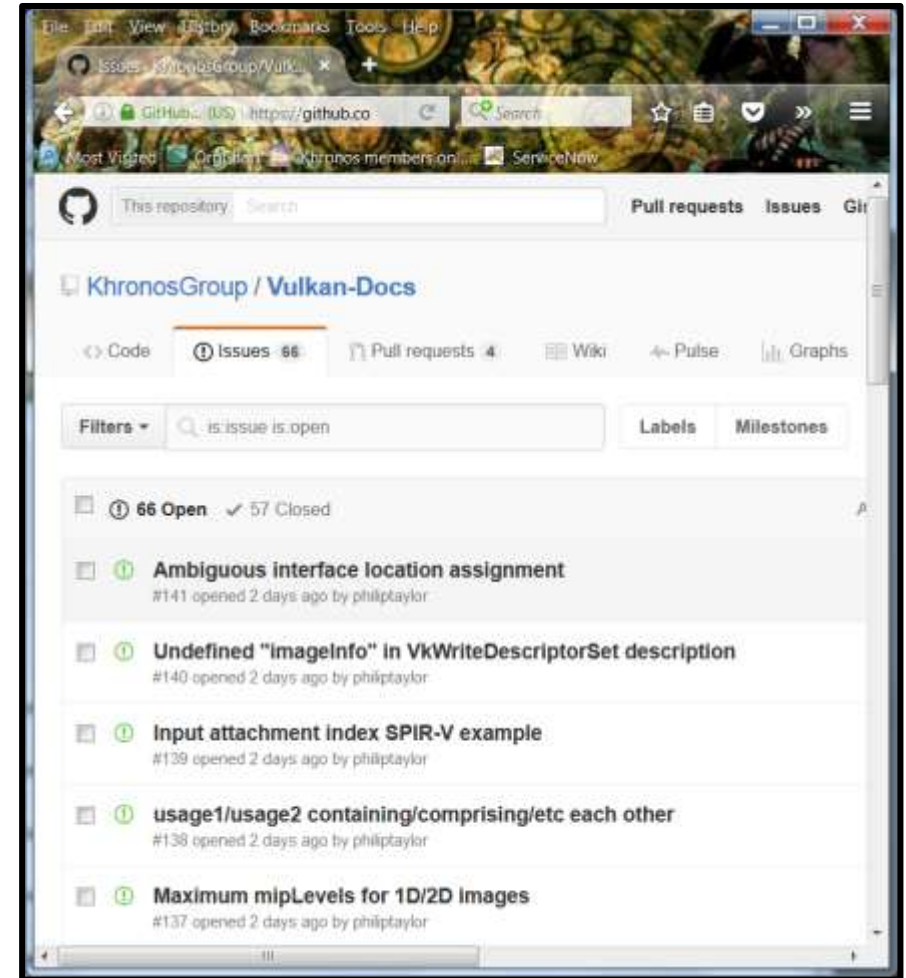 File Edit View History Bookmarks Tools Help
Issues · KhronosGroup/Vulk...
GitHub... (US) https://github.co
Search
Most Visited
Khronos members on ...
ServiceNow
This repository Search Pull requests Issues Gis
KhronosGroup / Vulkan-Docs
Code Issues 66 Pull requests 4 Wiki Pulse Graphs
Filters is:issue is:open Labels Milestones
66 Open 57 Closed A
Ambiguous interface location assignment
#141 opened 2 days ago by philiptaylor
Undefined "imageInfo" in VkWriteDescriptorSet description
#140 opened 2 days ago by philiptaylor
Input attachment index SPIR-V example
#139 opened 2 days ago by philiptaylor
usage1/usage2 containing/comprising/etc each other
#138 opened 2 days ago by philiptaylor
Maximum mipLevels for 1D/2D images
#137 opened 2 days ago by philiptaylor